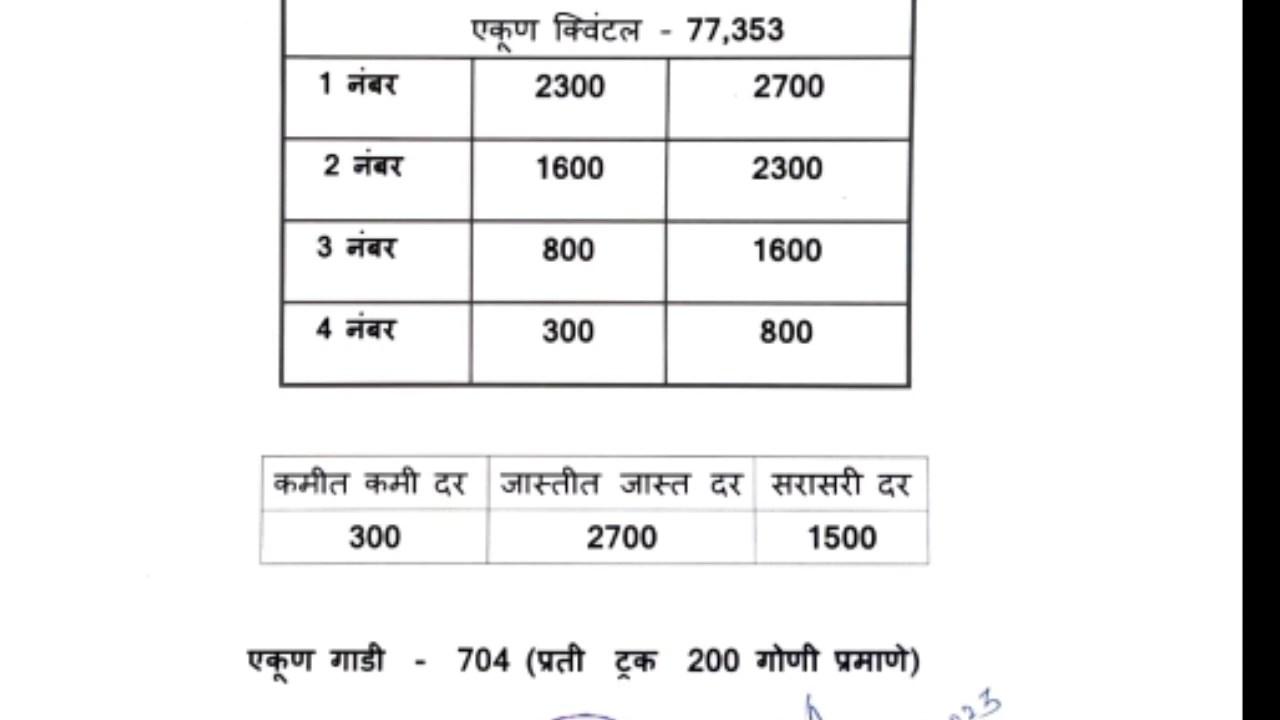 एकूण क्विंटल - 77,353
1 नंबर 2300 2700
2 नंबर 1600 2300
3 नंबर 800 1600
4 नंबर 300 800
कमीत कमी दर जास्तीत जास्त दर सरासरी दर
300 2700 1500
एकूण गाडी - 704 (प्रती ट्रक 200 गोणी प्रमाणे)